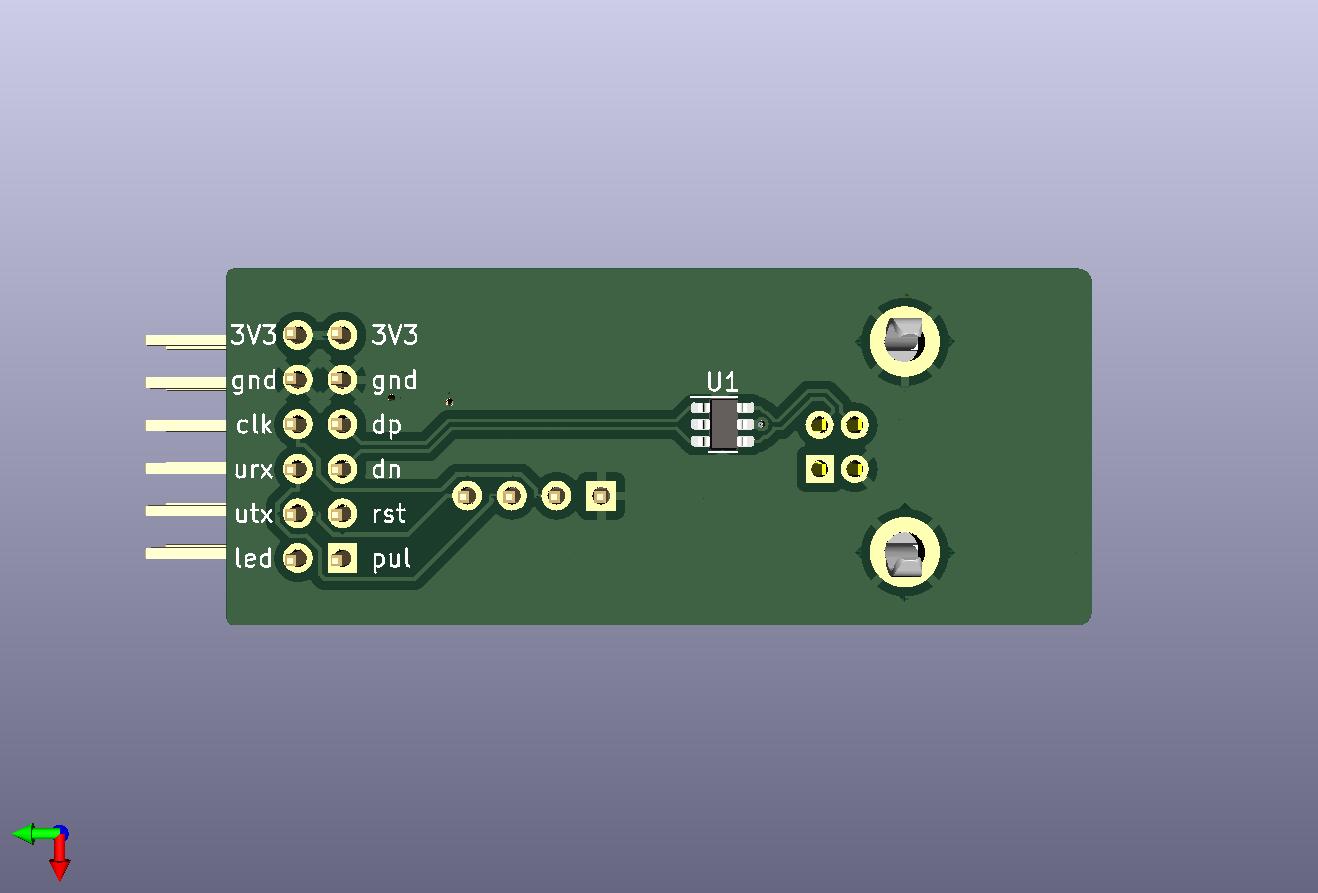 3V3 3V3
gnd gnd
U1
clk dp
urx dn
utx rst
led pul